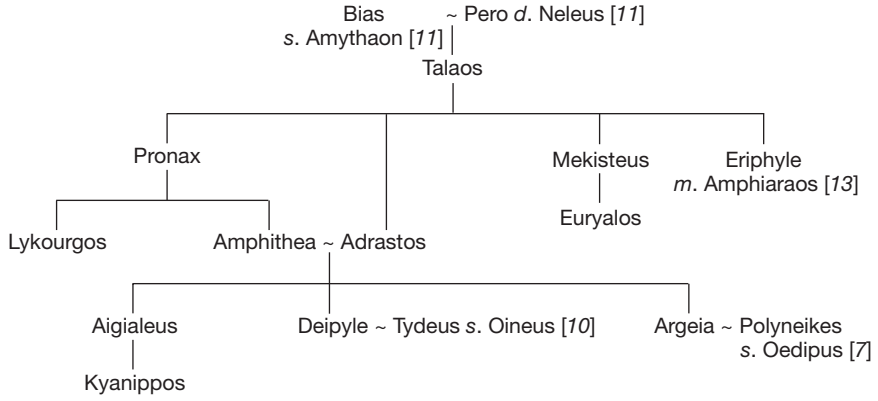 Bias ~ Pero d. Neleus [11]
s. Amythaon [11]
Talaos
Pronax
Mekisteus
Eriphyle
m. Amphiaraos [13]
Euryalos
Lykourgos
Amphithea ~ Adrastos
Aigialeus
Deipyle ~ Tydeus s. Oineus [10]
Argeia ~ Polyneikes
s. Oedipus [7]
Kyanippos